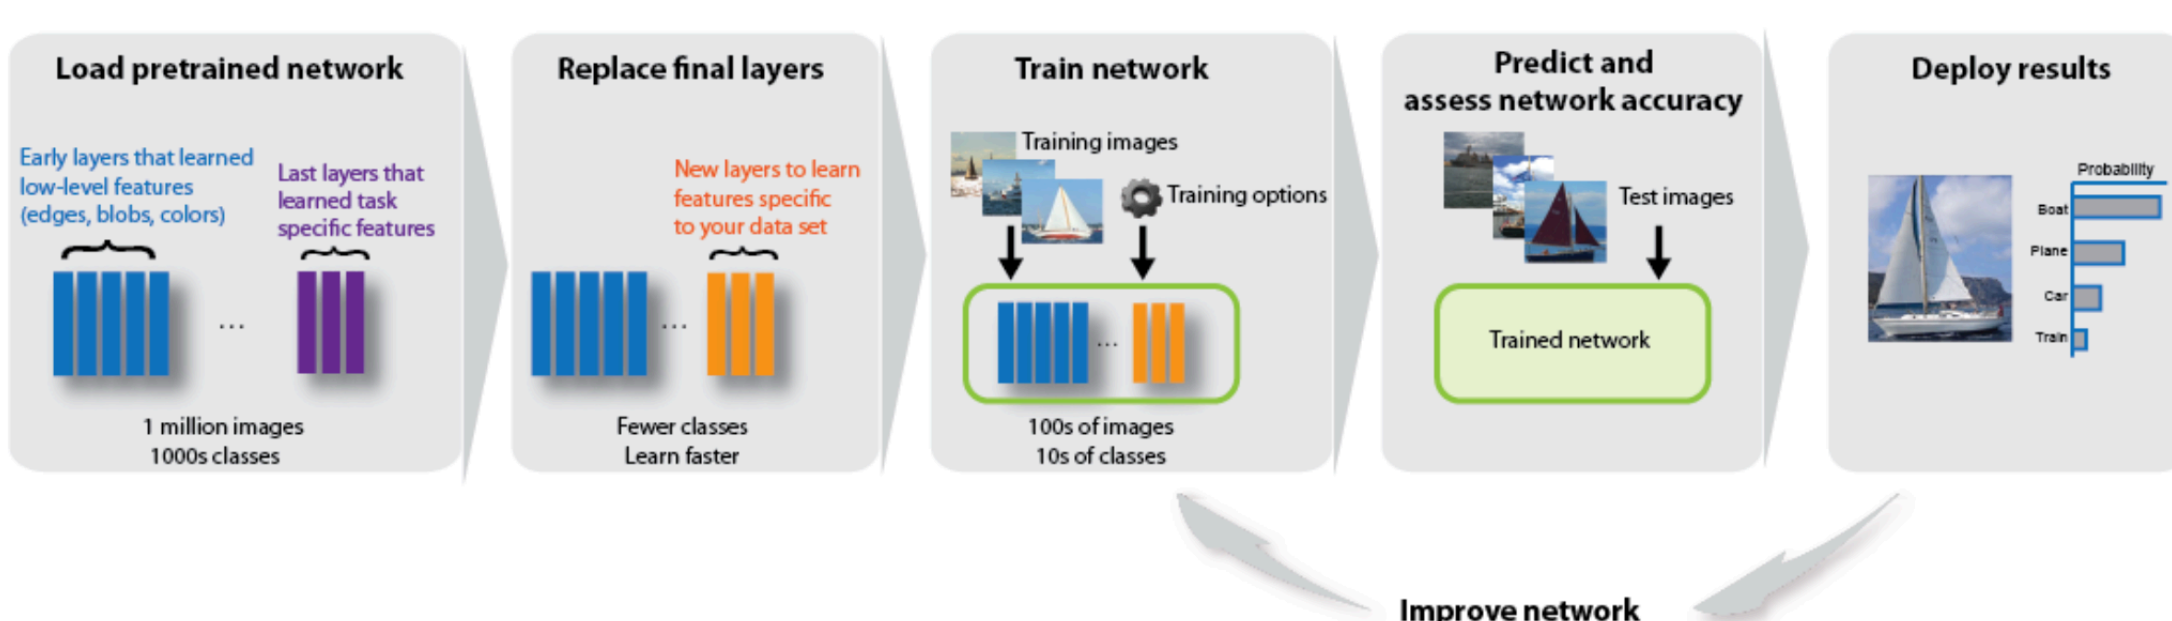 Load pretrained network
Early layers that learned
low-level features
(edges, blobs, colors)
Last layers that
learned task
specific features
...
1 million images
1000s classes
Replace final layers
New layers to learn
features specific
to your data set
...
Fewer classes
Learn faster
Train network
Training images
Training options
...
100s of images
10s of classes
Predict and
assess network accuracy
Test images
Trained network
Deploy results
Probability
Boat
Plane
Car
Train
Improve network